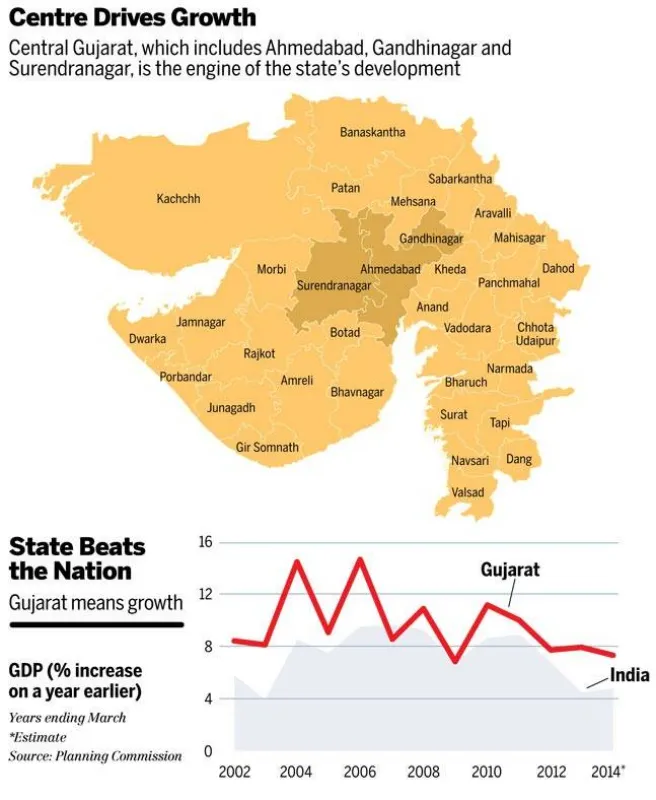 Centre Drives Growth
Central Gujarat, which includes Ahmedabad, Gandhinagar and
Surendranagar, is the engine of the state's development
Banaskantha
Patan
Sabarkantha
Mehsana
Kachchh
Aravalli
Gandhinagar
Mahisagar
Morbi
Ahmedabad
Kheda
Dahod
Surendranagar
Panchmahal
Anand
Jamnagar
Botad
Vadodara
Chhota
Udaipur
Dwarka
Rajkot
Narmada
Porbandar
Amreli
Bharuch
Bhavnagar
Junagadh
Surat
Tapi
Gir Somnath
Navsari
Dang
Valsad
State Beats
the Nation
Gujarat means growth
GDP (% increase
on a year earlier)
Years ending March
*Estimate
Source: Planning Commission
16
12
8
4
0
Gujarat
India
2002 2004 2006 2008 2010 2012 2014*